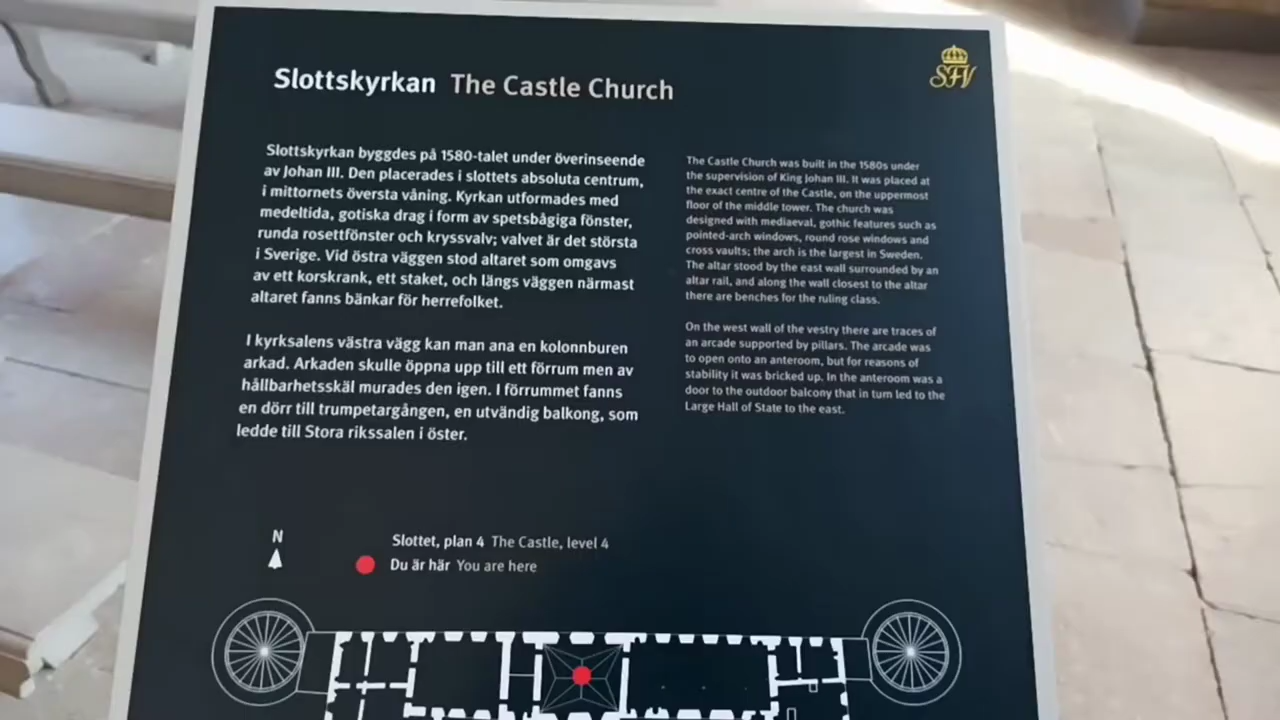 Slottskyrkan The Castle Church
SFV
Slottskyrkan byggdes på 1580-talet under överinseende
av Johan III. Den placerades i slottets absoluta centrum,
i mittornets översta våning. Kyrkan utformades med
medeltida, gotiska drag i form av spetsbågiga fönster,
runda rosettfönster och kryssvalv; valvet är det största
i Sverige. Vid östra väggen stod altaret som omgavs
av ett korskrank, ett staket, och längs väggen närmast
altaret fanns bänkar för herrefolket.
I kyrksalens västra vägg kan man ana en kolonnburen
arkad. Arkaden skulle öppna upp till ett förrum men av
hållbarhetsskäl murades den igen. I förrummet fanns
en dörr till trumpetargången, en utvändig balkong, som
ledde till Stora rikssalen i öster.
The Castle Church was built in the 1580s under
the supervision of King Johan III. It was placed at
the exact centre of the Castle, on the uppermost
floor of the middle tower. The church was
designed with mediaeval, gothic features such as
pointed-arch windows, round rose windows and
cross vaults; the arch is the largest in Sweden.
The altar stood by the east wall surrounded by an
altar rail, and along the wall closest to the altar
there are benches for the ruling class.
On the west wall of the vestry there are traces of
an arcade supported by pillars. The arcade was
to open onto an anteroom, but for reasons of
stability it was bricked up. In the anteroom was a
door to the outdoor balcony that in turn led to the
Large Hall of State to the east.
N
Slottet, plan 4 The Castle, level 4
Du är här You are here